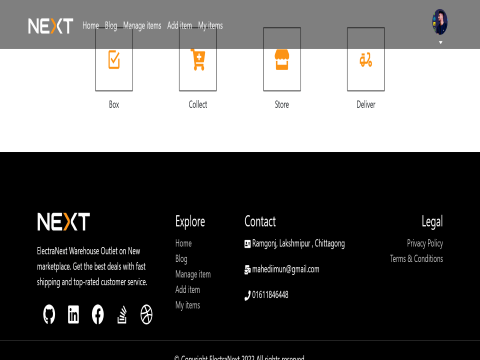 NEXT Home Blog Manage items Add item My items
Box Collect Store Deliver
NEXT
ElectraNext Warehouse Outlet on New
marketplace. Get the best deals with fast
shipping and top-rated customer service.
Explore
Home
Blog
Manage item
Add item
My items
Contact
Ramgonj, Lakshmipur , Chittagong
mahediimun@gmail.com
01611846448
Legal
Privacy Policy
Terms & Conditions
© Copyright ElectraNext 2022 All rights reserved